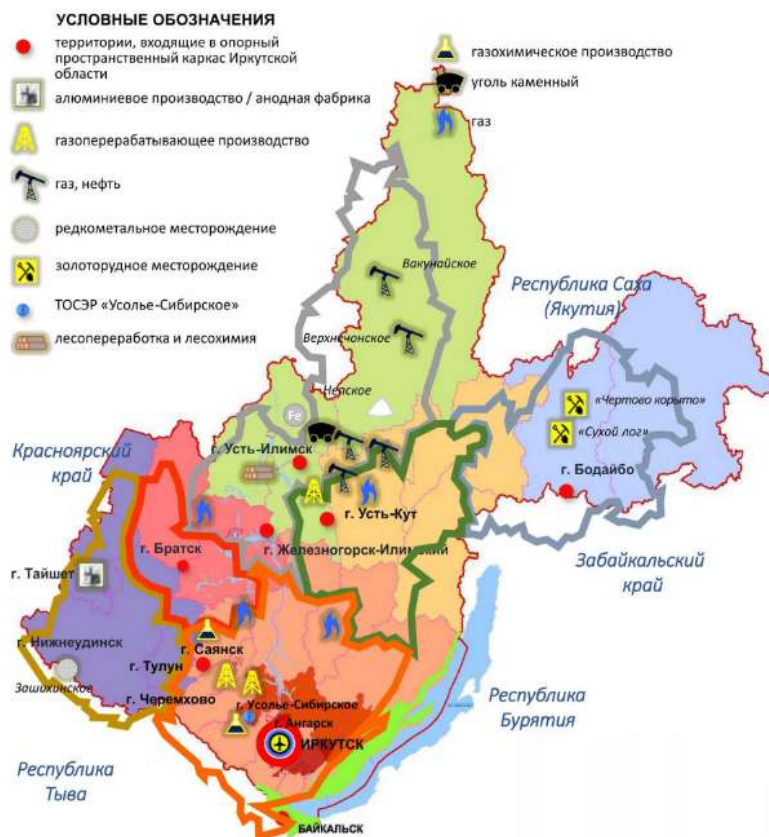 УСЛОВНЫЕ ОБОЗНАЧЕНИЯ
территории, входящие в опорный
пространственный каркас Иркутской
области
алюминиевое производство / анодная фабрика
газоперерабатывающее производство
газ, нефть
редкометальное месторождение
золоторудное месторождение
ТОСЭР «Усолье-Сибирское»
лесопереработка и лесохимия
газохимическое производство
уголь каменный
газ
Вакунайское
Республика Саха
(Якутия)
Верхнечонское
Непское
«Чертово корыто»
Fe
«Сухой лог»
Красноярский
край
г. Усть-Илимск
г. Бодайбо
г. Усть-Кут
г. Братск
г. Железногорск-Илимский
Забайкальский
край
г. Тайшет
г. Нижнеудинск
г. Саянск
г. Тулун
Зашихинское
г. Черемхово
г. Усолье-Сибирское
г. Ангарск
ИРКУТСК
Республика
Бурятия
Республика
Тыва
БАЙКАЛЬСК